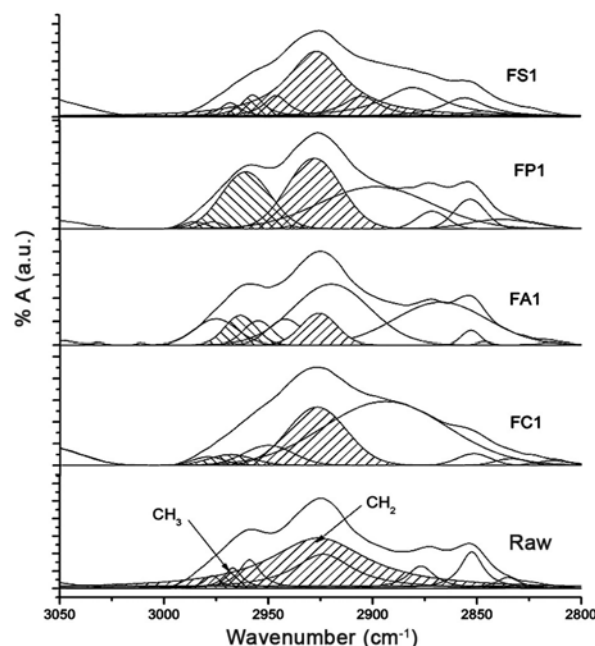 % A (a.u.)
FS1
FP1
FA1
FC1
CH₃
CH₂
Raw
3050 3000 2950 2900 2850 2800
Wavenumber (cm⁻¹)